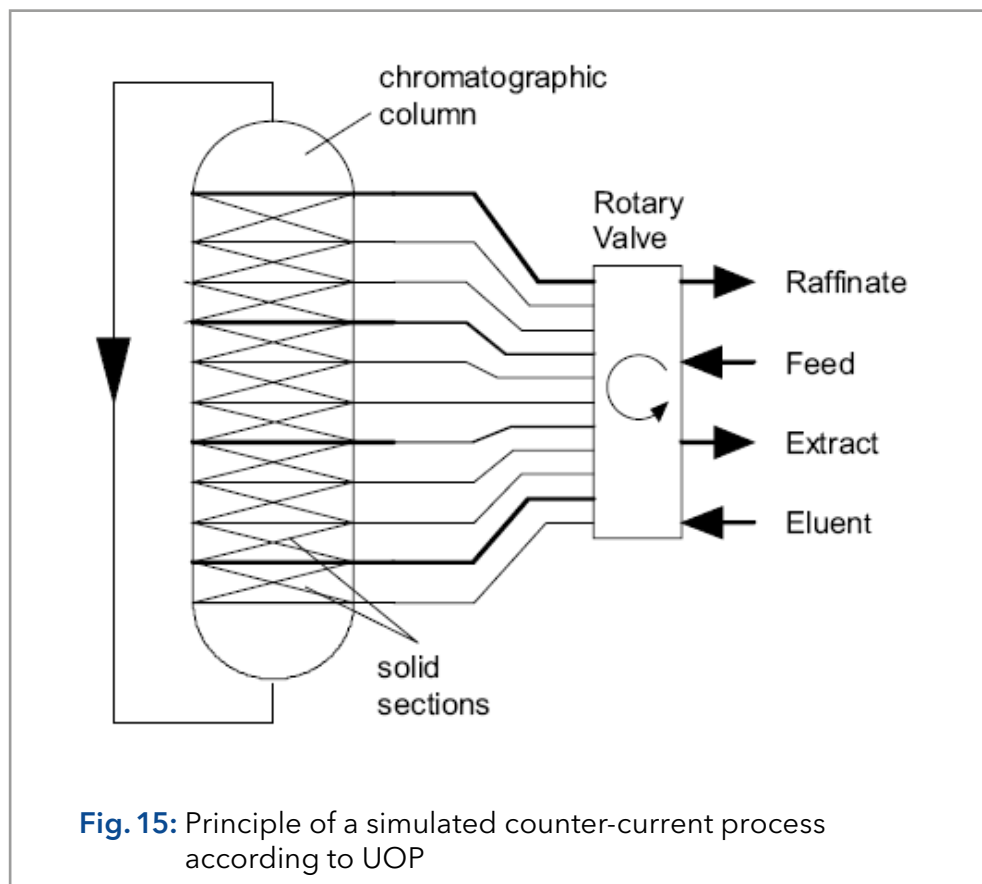 chromatographic
column
Rotary
Valve
Raffinate
Feed
Extract
Eluent
solid
sections
Fig. 15: Principle of a simulated counter-current process
according to UOP